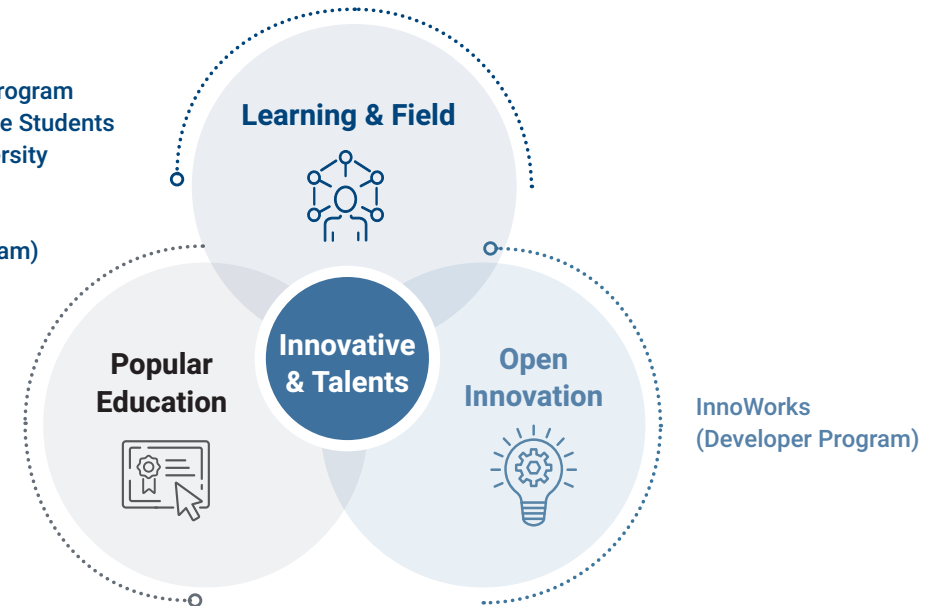 rogram
e Students
rsity
am)
Learning & Field
Innovative
& Talents
Popular
Education
Open
Innovation
InnoWorks
(Developer Program)